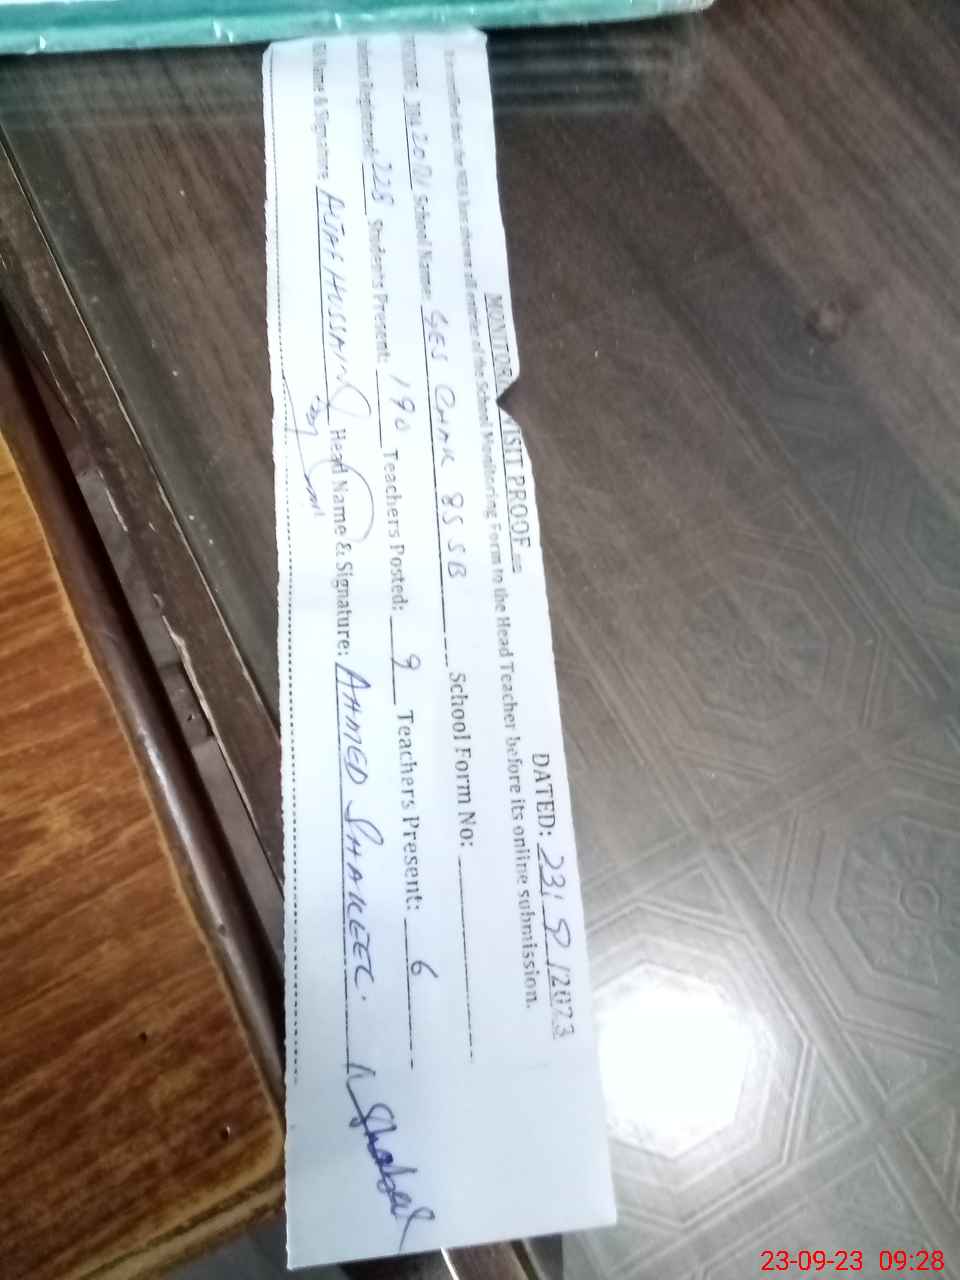 MONITOR VISIT PROOF = DATED: 23/ 9 /2023
that the MEA has shown all entries of the School Monitoring Form to the Head Teacher before its online submission.
School Name: GES CHAK 85 SB School Form No:
Students Registered: 228 Students Present: 190 Teachers Posted: 9 Teachers Present: 6
Name & Signature: ALTAF HUSSAIN Head Name & Signature: AHMED SHAKEEL.
23-09-23 09:28